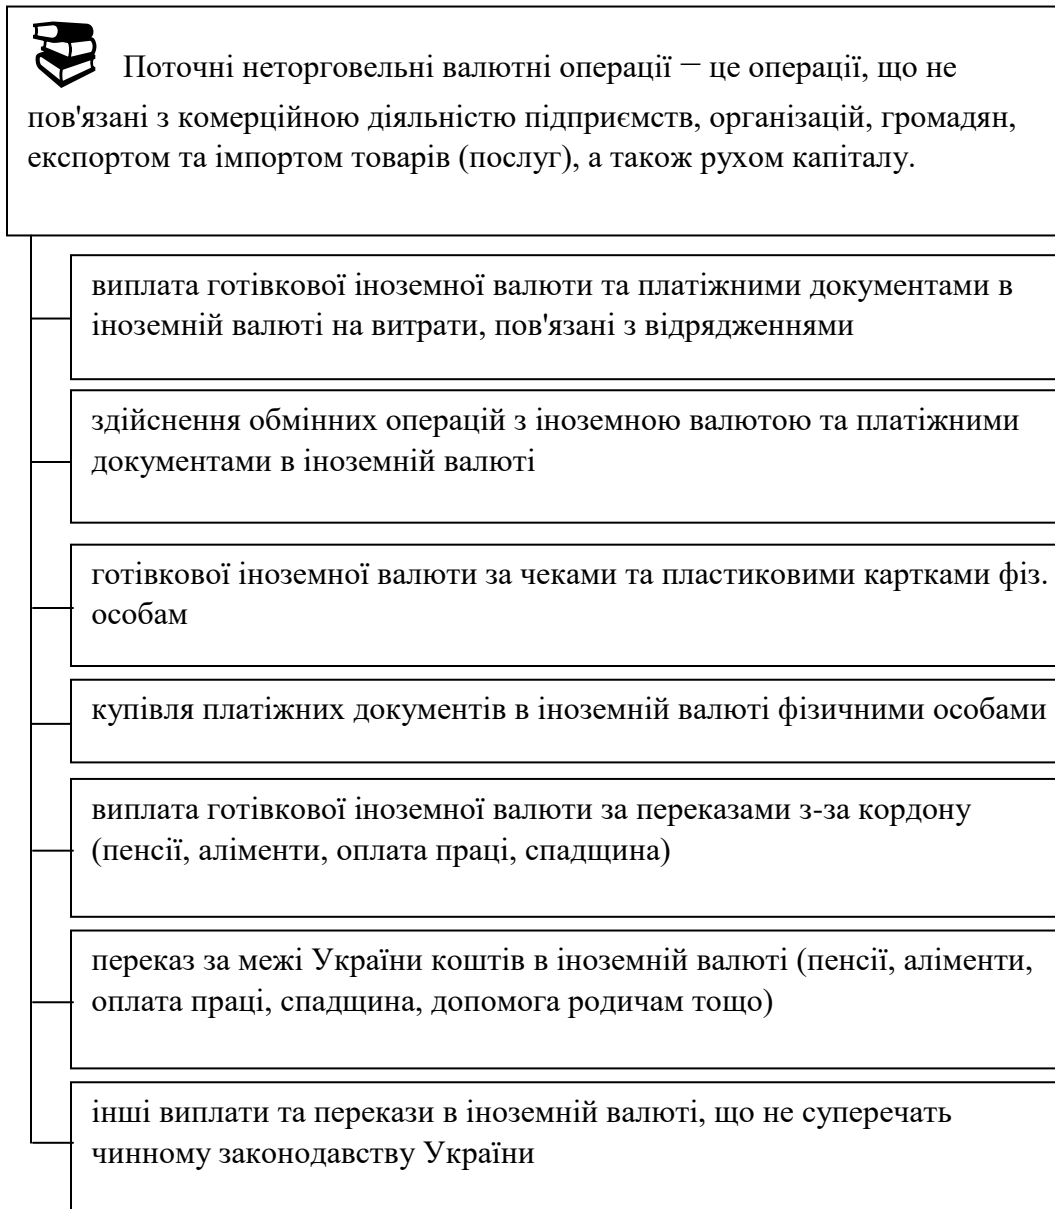 Поточні неторговельні валютні операції – це операції, що не
пов'язані з комерційною діяльністю підприємств, організацій, громадян,
експортом та імпортом товарів (послуг), а також рухом капіталу.
виплата готівкової іноземної валюти та платіжними документами в
іноземній валюті на витрати, пов'язані з відрядженнями
здійснення обмінних операцій з іноземною валютою та платіжними
документами в іноземній валюті
готівкової іноземної валюти за чеками та пластиковими картками фіз.
особам
купівля платіжних документів в іноземній валюті фізичними особами
виплата готівкової іноземної валюти за переказами з-за кордону
(пенсії, аліменти, оплата праці, спадщина)
переказ за межі України коштів в іноземній валюті (пенсії, аліменти,
оплата праці, спадщина, допомога родичам тощо)
інші виплати та перекази в іноземній валюті, що не суперечать
чинному законодавству України